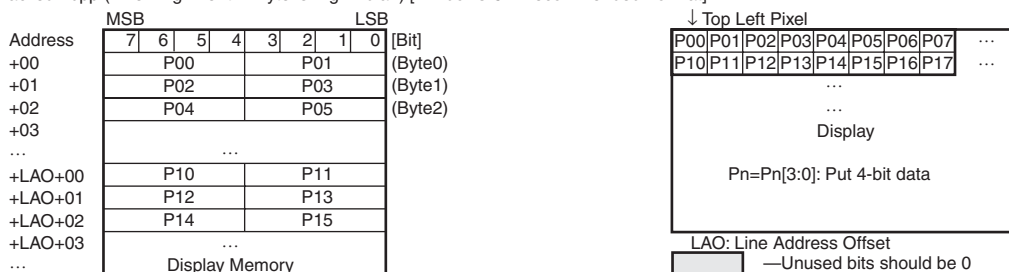 MSB LSB
Address 7 6 5 4 3 2 1 0 [Bit]
+00 P00 P01 (Byte0)
+01 P02 P03 (Byte1)
+02 P04 P05 (Byte2)
+03
… …
+LAO+00 P10 P11
+LAO+01 P12 P13
+LAO+02 P14 P15
+LAO+03 …
… Display Memory
↓Top Left Pixel
P00 P01 P02 P03 P04 P05 P06 P07 …
P10 P11 P12 P13 P14 P15 P16 P17 …
…
…
Display
Pn=Pn[3:0]: Put 4-bit data
LAO: Line Address Offset
—Unused bits should be 0